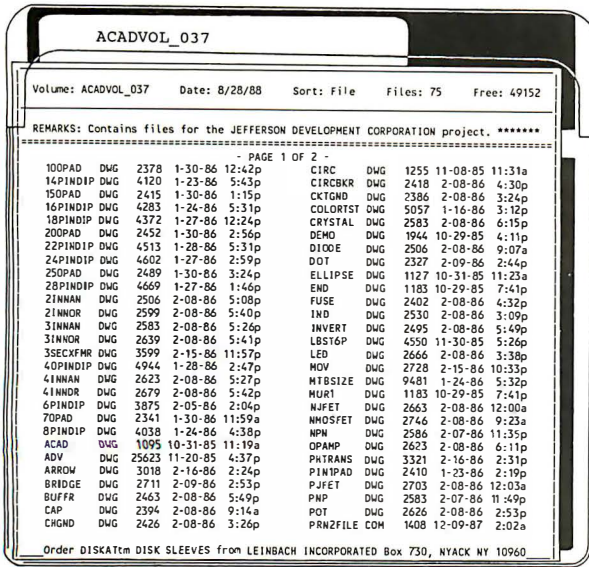 ACADVOL_037
Volume: ACADVOL_037 Date: 8/28/88 Sort: File Files: 75 Free: 49152
REMARKS: Contains files for the JEFFERSON DEVELOPMENT CORPORATION project. *******
- PAGE 1 OF 2 -
100PAD DWG 2378 1-30-86 12:42p
14PINDIP DWG 4120 1-23-86 5:43p
150PAD DWG 2415 1-30-86 1:15p
16PINDIP DWG 4283 1-24-86 5:31p
18PINDIP DWG 4372 1-27-86 12:24p
200PAD DWG 2452 1-30-86 2:56p
22PINDIP DWG 4513 1-28-86 5:31p
24PINDIP DWG 4602 1-27-86 2:59p
250PAD DWG 2489 1-30-86 3:24p
28PINDIP DWG 4669 1-27-86 1:46p
2INNAN DWG 2506 2-08-86 5:08p
2INNOR DWG 2599 2-08-86 5:40p
3INNAN DWG 2583 2-08-86 5:26p
3INNOR DWG 2639 2-08-86 5:41p
3SECXFMR DWG 3599 2-15-86 11:57p
40PINDIP DWG 4944 1-28-86 2:47p
4INNAN DWG 2623 2-08-86 5:27p
4INNOR DWG 2679 2-08-86 5:42p
6PINDIP DWG 3875 2-05-86 2:04p
70PAD DWG 2341 1-30-86 11:59a
8PINDIP DWG 4038 1-24-86 4:38p
ACAD DWG 1095 10-31-85 11:19a
ADV DWG 25623 11-20-85 4:37p
ARROW DWG 3018 2-16-86 2:24p
BRIDGE DWG 2711 2-09-86 2:53p
BUFFR DWG 2463 2-08-86 5:49p
CAP DWG 2394 2-08-86 9:14a
CHGND DWG 2426 2-08-86 3:26p
CIRC DWG 1255 11-08-85 11:31a
CIRCBKR DWG 2418 2-08-86 4:30p
CKTGND DWG 2386 2-08-86 3:24p
COLORTST DWG 5057 1-16-86 3:12p
CRYSTAL DWG 2583 2-08-86 6:15p
DEMO DWG 1944 10-29-85 4:11p
DIODE DWG 2506 2-08-86 9:07a
DOT DWG 2327 2-09-86 2:44p
ELLIPSE DWG 1127 10-31-85 11:23a
END DWG 1183 10-29-85 7:41p
FUSE DWG 2402 2-08-86 4:32p
IND DWG 2530 2-08-86 3:09p
INVERT DWG 2495 2-08-86 5:49p
LBST6P DWG 4550 11-30-85 5:26p
LED DWG 2666 2-08-86 3:38p
MOV DWG 2728 2-15-86 10:33p
MTBSIZE DWG 9481 1-24-86 5:32p
MUR1 DWG 1183 10-29-85 7:41p
NJFET DWG 2663 2-08-86 12:00a
NMOSFET DWG 2746 2-08-86 9:23a
NPN DWG 2586 2-07-86 11:35p
OPAMP DWG 2623 2-08-86 6:11p
PHTRANS DWG 3321 2-16-86 2:31p
PIN1PAD DWG 2410 1-23-86 2:19p
PJFET DWG 2703 2-08-86 12:03a
PNP DWG 2583 2-07-86 11:49p
POT DWG 2626 2-08-86 2:53p
PRN2FILE COM 1408 12-09-87 2:02a
Order DISKATtm DISK SLEEVES from LEINBACH INCORPORATED Box 730, NYACK NY 10960